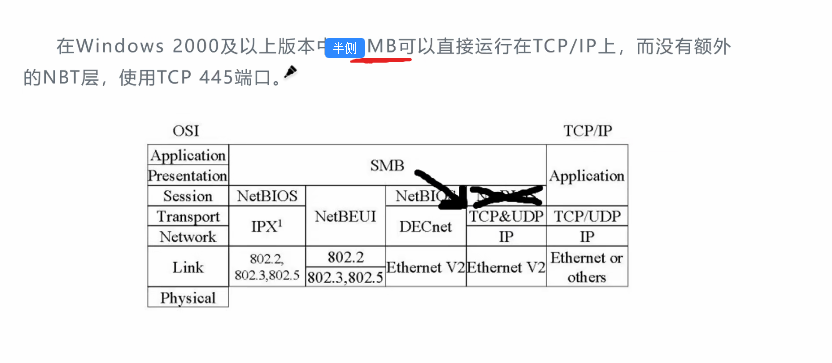 在Windows 2000及以上版本中
半侧
MB可以直接运行在TCP/IP上，而没有额外
的NBT层，使用TCP 445端口。
OSI
TCP/IP
Application
Presentation
SMB
Application
Session
NetBIOS
NetBIO
Transport
IPX¹
NetBEUI
DECnet
TCP&UDP
TCP/UDP
Network
IP
IP
Link
802.2,
802.3,802.5
802.2
802.3,802.5
Ethernet V2
Ethernet V2
Ethernet or
others
Physical